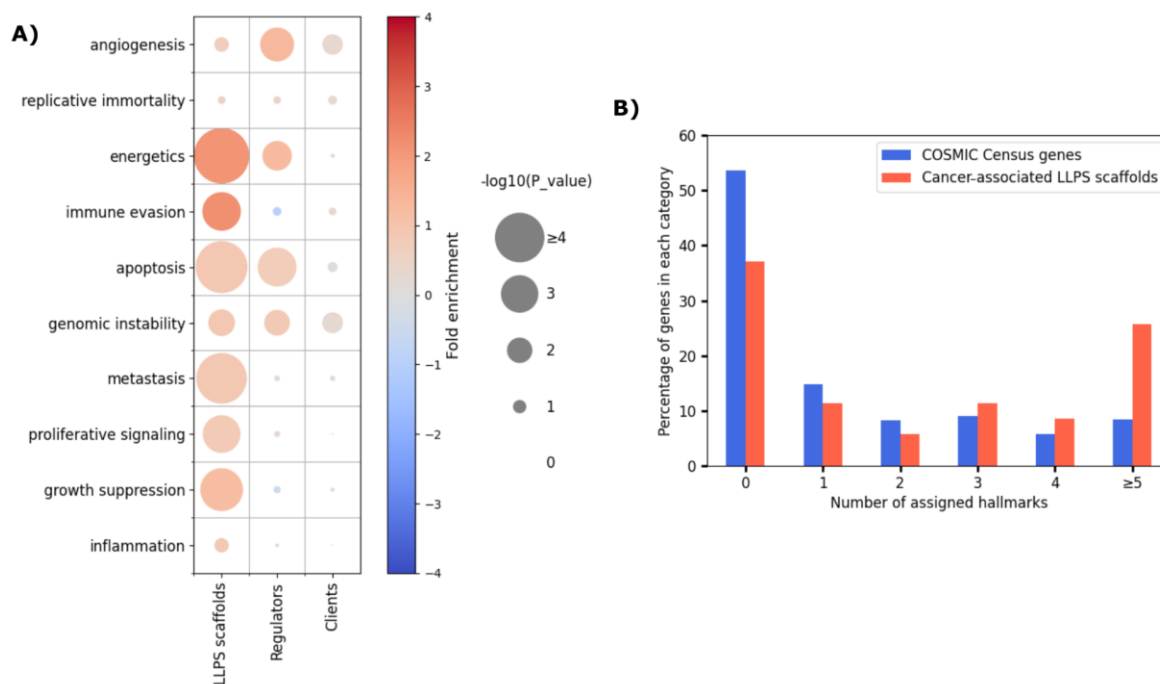 A)
angiogenesis
replicative immortality
energetics
immune evasion
apoptosis
genomic instability
metastasis
proliferative signaling
growth suppression
inflammation
LLPS scaffolds
Regulators
Clients
4
3
2
1
0
−1
−2
−3
−4
Fold enrichment
-log10(P_value)
≥4
3
2
1
0
B)
COSMIC Census genes
Cancer-associated LLPS scaffolds
Percentage of genes in each category
60
50
40
30
20
10
0
0 1 2 3 4 ≥5
Number of assigned hallmarks